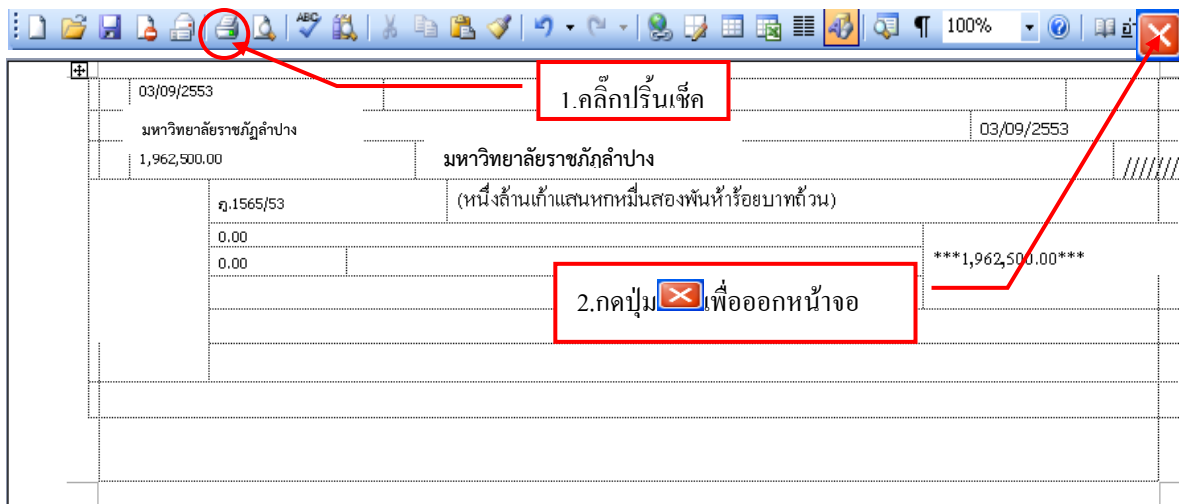 ABC
100%
อ่
03/09/2553
1.คลิ๊กปริ้นเช็ค
มหาวิทยาลัยราชภัฏลำปาง
03/09/2553
1,962,500.00
มหาวิทยาลัยราชภัฏลำปาง
///////
ฎ.1565/53
(หนึ่งล้านเก้าแสนหกหมื่นสองพันห้าร้อยบาทถ้วน)
0.00
0.00
***1,962,500.00***
2.กดปุ่ม เพื่อออกหน้าจอ